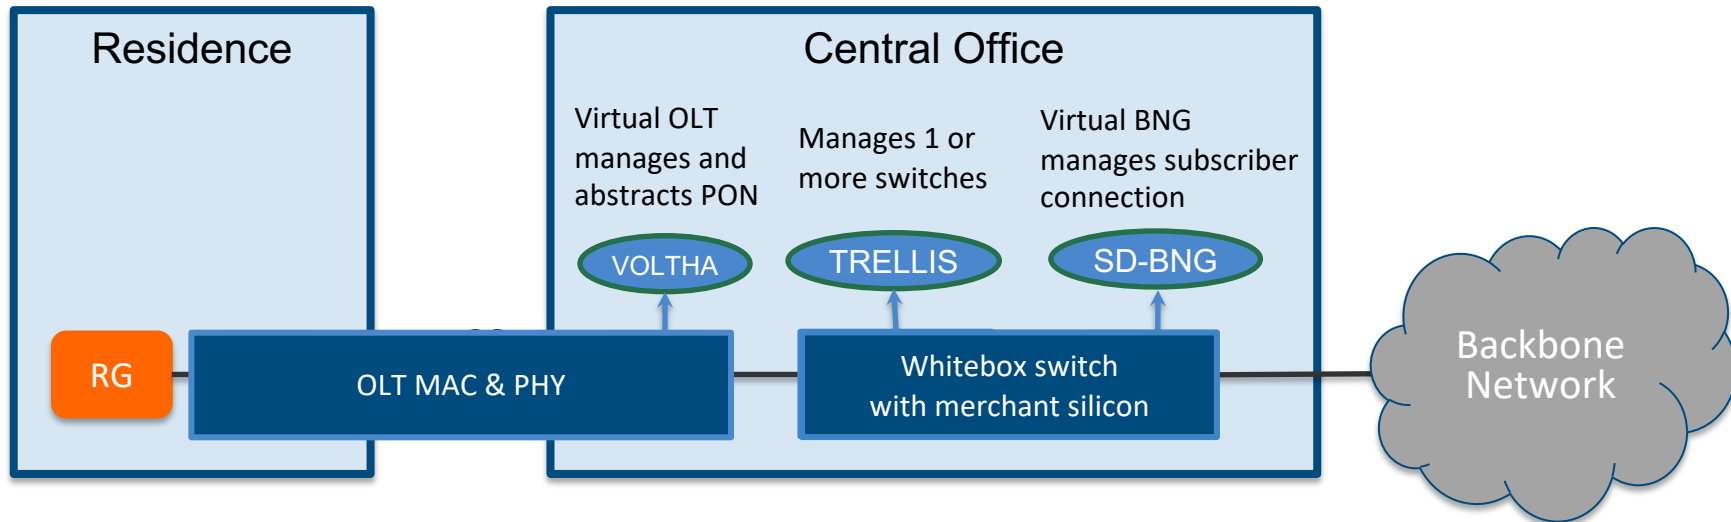 Residence
Central Office
Virtual OLT
manages and
abstracts PON
Manages 1 or
more switches
Virtual BNG
manages subscriber
connection
VOLTHA
TRELLIS
SD-BNG
RG
OLT MAC & PHY
Whitebox switch
with merchant silicon
Backbone
Network